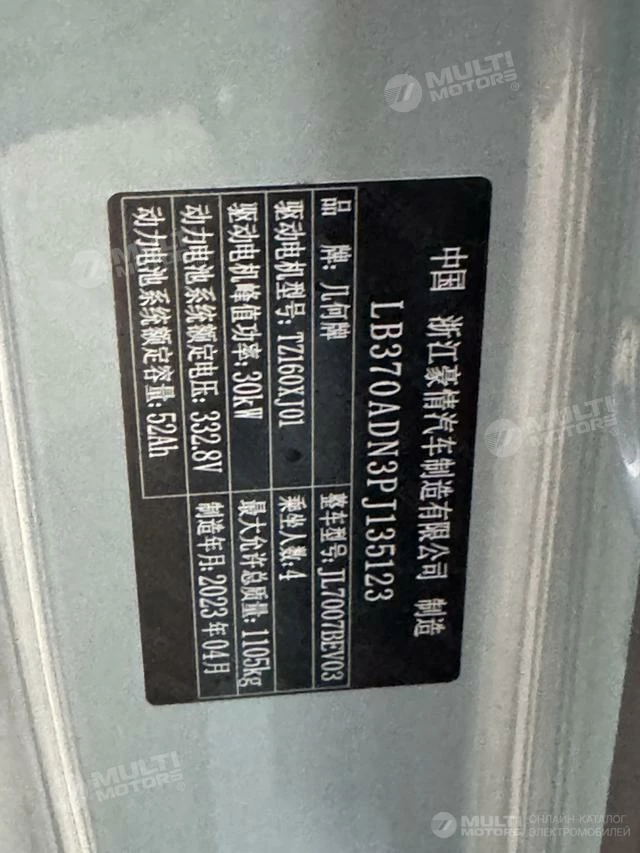 中国 浙江豪情汽车制造有限公司 制造
LB370ADN3PJ135123
品 牌: 几何牌 整车型号: JL7007BEV03
驱动电机型号: TZ160XJ01 乘坐人数: 4
驱动电机峰值功率: 30kW 最大允许总质量: 1105kg
动力电池系统额定电压: 332.8V 制造年月: 2023年04月
动力电池系统额定容量: 52Ah
MULTI
MOTORS®
MULTI
MOTORS
MULTI
MOTORS
MULTI
MOTORS®
MULTI
MOTORS
ОНЛАЙН-КАТАЛОГ
ЭЛЕКТРОМОБИЛЕЙ